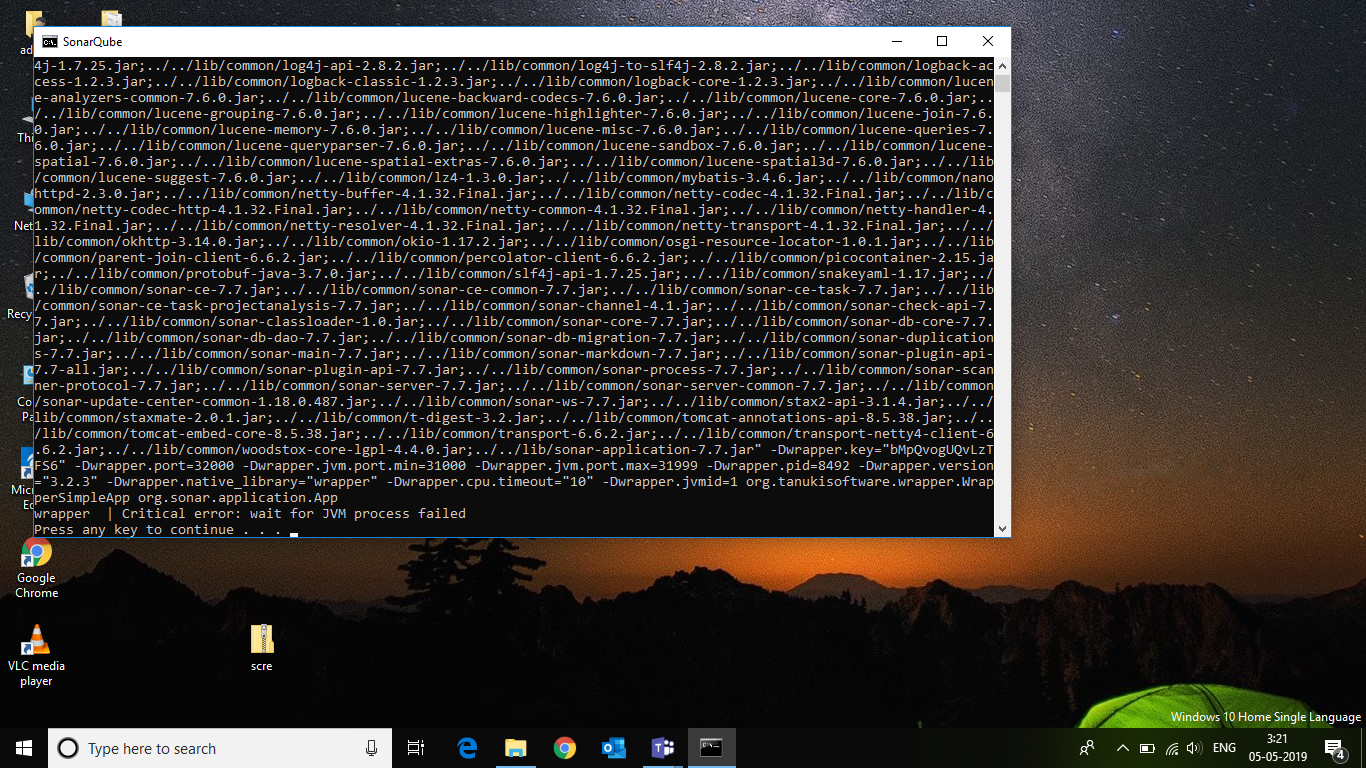 SonarQube
4j-1.7.25.jar;../../lib/common/log4j-api-2.8.2.jar;../../lib/common/log4j-to-slf4j-2.8.2.jar;../../lib/common/logback-ac
cess-1.2.3.jar;../../lib/common/logback-classic-1.2.3.jar;../../lib/common/logback-core-1.2.3.jar;../../lib/common/lucen
e-analyzers-common-7.6.0.jar;../../lib/common/lucene-backward-codecs-7.6.0.jar;../../lib/common/lucene-core-7.6.0.jar;..
/../lib/common/lucene-grouping-7.6.0.jar;../../lib/common/lucene-highlighter-7.6.0.jar;../../lib/common/lucene-join-7.6.
0.jar;../../lib/common/lucene-memory-7.6.0.jar;../../lib/common/lucene-misc-7.6.0.jar;../../lib/common/lucene-queries-7.
6.0.jar;../../lib/common/lucene-queryparser-7.6.0.jar;../../lib/common/lucene-sandbox-7.6.0.jar;../../lib/common/lucene-
spatial-7.6.0.jar;../../lib/common/lucene-spatial-extras-7.6.0.jar;../../lib/common/lucene-spatial3d-7.6.0.jar;../../lib
/common/lucene-suggest-7.6.0.jar;../../lib/common/lz4-1.3.0.jar;../../lib/common/mybatis-3.4.6.jar;../../lib/common/nano
httpd-2.3.0.jar;../../lib/common/netty-buffer-4.1.32.Final.jar;../../lib/common/netty-codec-4.1.32.Final.jar;../../lib/c
ommon/netty-codec-http-4.1.32.Final.jar;../../lib/common/netty-common-4.1.32.Final.jar;../../lib/common/netty-handler-4.
1.32.Final.jar;../../lib/common/netty-resolver-4.1.32.Final.jar;../../lib/common/netty-transport-4.1.32.Final.jar;../../
lib/common/okhttp-3.14.0.jar;../../lib/common/okio-1.17.2.jar;../../lib/common/osgi-resource-locator-1.0.1.jar;../../lib
/common/parent-join-client-6.6.2.jar;../../lib/common/percolator-client-6.6.2.jar;../../lib/common/picocontainer-2.15.ja
r;../../lib/common/protobuf-java-3.7.0.jar;../../lib/common/slf4j-api-1.7.25.jar;../../lib/common/snakeyaml-1.17.jar;../
../lib/common/sonar-ce-7.7.jar;../../lib/common/sonar-ce-common-7.7.jar;../../lib/common/sonar-ce-task-7.7.jar;../../lib
/common/sonar-ce-task-projectanalysis-7.7.jar;../../lib/common/sonar-channel-4.1.jar;../../lib/common/sonar-check-api-7.
7.jar;../../lib/common/sonar-classloader-1.0.jar;../../lib/common/sonar-core-7.7.jar;../../lib/common/sonar-db-core-7.7.
jar;../../lib/common/sonar-db-dao-7.7.jar;../../lib/common/sonar-db-migration-7.7.jar;../../lib/common/sonar-duplication
s-7.7.jar;../../lib/common/sonar-main-7.7.jar;../../lib/common/sonar-markdown-7.7.jar;../../lib/common/sonar-plugin-api-
7.7-all.jar;../../lib/common/sonar-plugin-api-7.7.jar;../../lib/common/sonar-process-7.7.jar;../../lib/common/sonar-scan
ner-protocol-7.7.jar;../../lib/common/sonar-server-7.7.jar;../../lib/common/sonar-server-common-7.7.jar;../../lib/common
/sonar-update-center-common-1.18.0.487.jar;../../lib/common/sonar-ws-7.7.jar;../../lib/common/stax2-api-3.1.4.jar;../../
lib/common/staxmate-2.0.1.jar;../../lib/common/t-digest-3.2.jar;../../lib/common/tomcat-annotations-api-8.5.38.jar;../..
/lib/common/tomcat-embed-core-8.5.38.jar;../../lib/common/transport-6.6.2.jar;../../lib/common/transport-netty4-client-6
.6.2.jar;../../lib/common/woodstox-core-lgpl-4.4.0.jar;../../lib/sonar-application-7.7.jar" -Dwrapper.key="bMpQvogUQvLzT
FS6" -Dwrapper.port=32000 -Dwrapper.jvm.port.min=31000 -Dwrapper.jvm.port.max=31999 -Dwrapper.pid=8492 -Dwrapper.version
="3.2.3" -Dwrapper.native_library="wrapper" -Dwrapper.cpu.timeout="10" -Dwrapper.jvmid=1 org.tanukisoftware.wrapper.Wrap
perSimpleApp org.sonar.application.App
wrapper  | Critical error: wait for JVM process failed
Press any key to continue . . .
ad
Thi
Net
Recy
Co
Pa
Micr
Ed
Google
Chrome
VLC media
player
scre
Windows 10 Home Single Language
Type here to search
ENG
3:21
05-05-2019
4